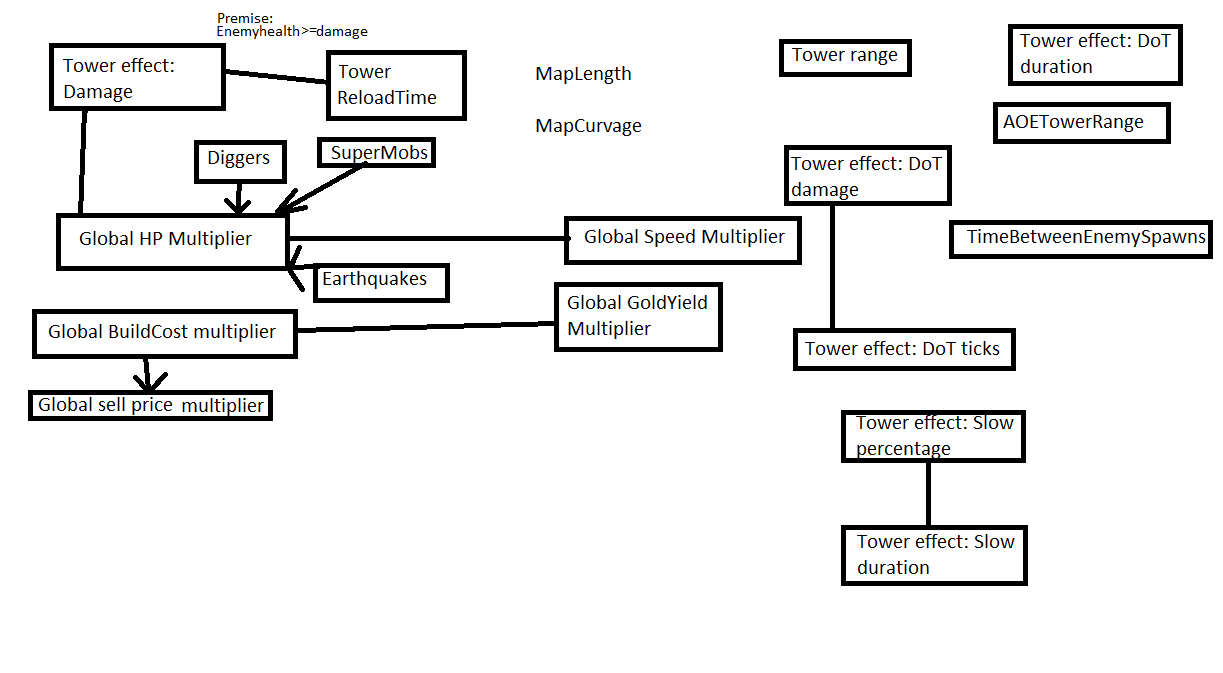 Premise:
Enemyhealth>=damage
Tower effect:
Damage
Tower
ReloadTime
MapLength
MapCurvage
Tower range
Tower effect: DoT
duration
AOETowerRange
Diggers
SuperMobs
Tower effect: DoT
damage
Global HP Multiplier
Global Speed Multiplier
TimeBetweenEnemySpawns
Earthquakes
Global BuildCost multiplier
Global GoldYield
Multiplier
Tower effect: DoT ticks
Global sell price multiplier
Tower effect: Slow
percentage
Tower effect: Slow
duration